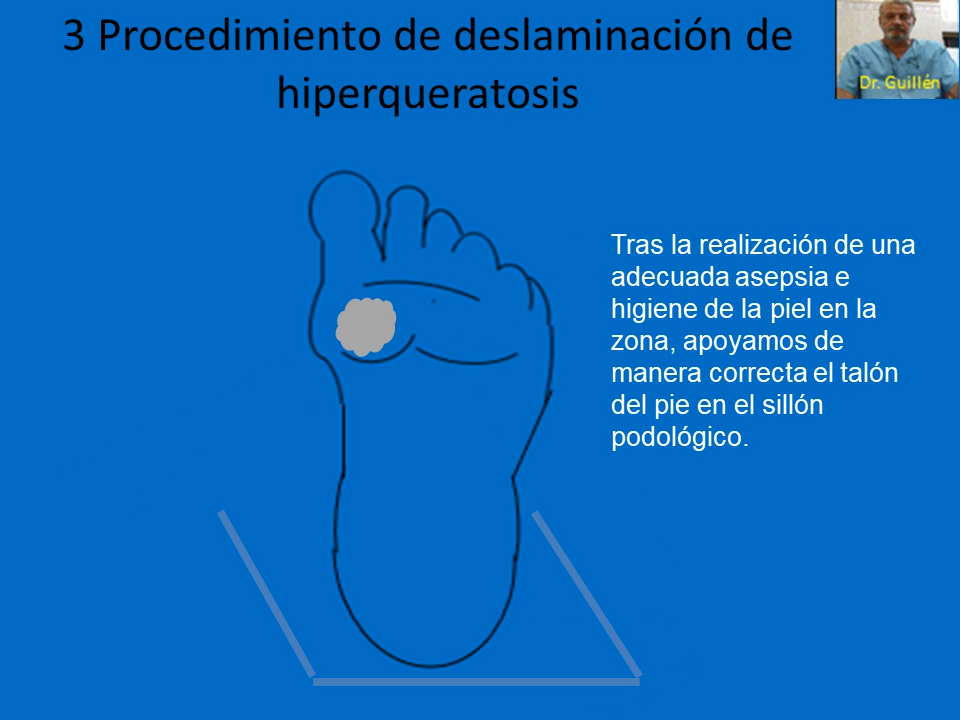 3 Procedimiento de deslaminación de
hiperqueratosis
Dr. Guillén
Tras la realización de una
adecuada asepsia e
higiene de la piel en la
zona, apoyamos de
manera correcta el talón
del pie en el sillón
podológico.